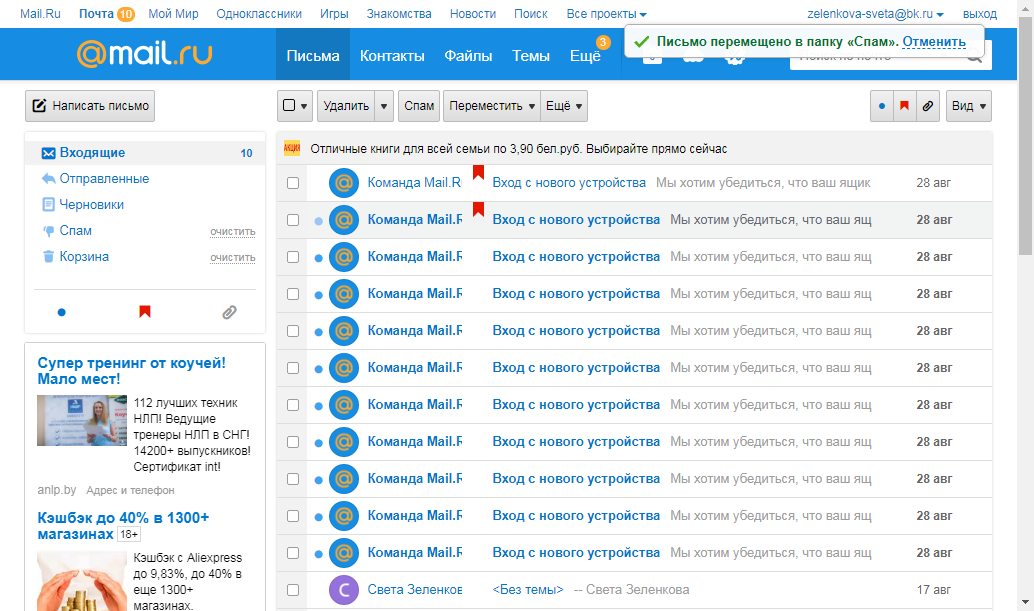 Mail.Ru Почта 10 Мой Мир Одноклассники Игры Знакомства Новости Поиск Все проекты zelenkova-sveta@bk.ru выход
Письмо перемещено в папку «Спам». Отменить
@mail.ru Письма Контакты Файлы Темы Ещё 3
Написать письмо Удалить Спам Переместить Ещё Вид
Входящие 10
Отправленные
Черновики
Спам очистить
Корзина очистить
АКЦИЯ Отличные книги для всей семьи по 3,90 бел.руб. Выбирайте прямо сейчас
Команда Mail.R Вход с нового устройства Мы хотим убедиться, что ваш ящик 28 авг
Команда Mail.R Вход с нового устройства Мы хотим убедиться, что ваш ящ 28 авг
Команда Mail.R Вход с нового устройства Мы хотим убедиться, что ваш ящ 28 авг
Команда Mail.R Вход с нового устройства Мы хотим убедиться, что ваш ящ 28 авг
Команда Mail.R Вход с нового устройства Мы хотим убедиться, что ваш ящ 28 авг
Команда Mail.R Вход с нового устройства Мы хотим убедиться, что ваш ящ 28 авг
Команда Mail.R Вход с нового устройства Мы хотим убедиться, что ваш ящ 28 авг
Команда Mail.R Вход с нового устройства Мы хотим убедиться, что ваш ящ 28 авг
Команда Mail.R Вход с нового устройства Мы хотим убедиться, что ваш ящ 28 авг
Команда Mail.R Вход с нового устройства Мы хотим убедиться, что ваш ящ 28 авг
Команда Mail.R Вход с нового устройства Мы хотим убедиться, что ваш ящ 28 авг
С Света Зеленков <Без темы> -- Света Зеленкова 17 авг
Супер тренинг от коучей!
Мало мест!
112 лучших техник
НЛП! Ведущие
тренеры НЛП в СНГ!
14200+ выпускников!
Сертификат int!
anlp.by Адрес и телефон
Кэшбэк до 40% в 1300+
магазинах 18+
Кэшбэк с Aliexpress
до 9,83%, до 40% в
еще 1300+
магазинах.